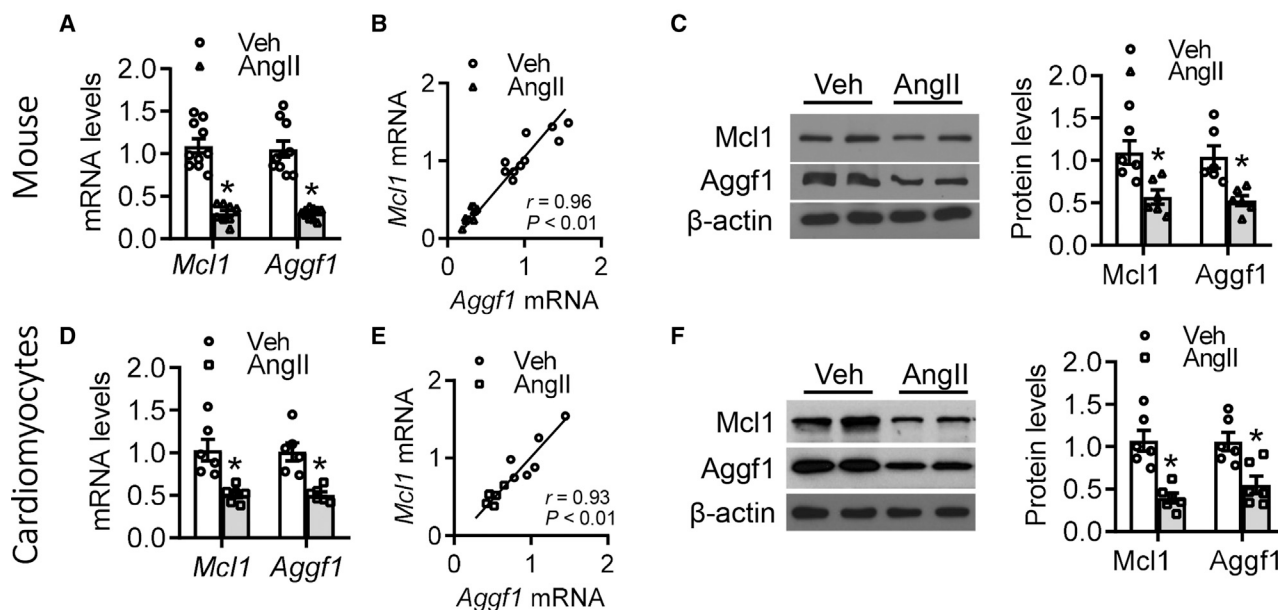 Mouse
A
Veh
AngII
mRNA levels
2.0
1.5
1.0
0.5
0.0
*
*
Mcl1 Aggf1
B
Veh
AngII
Mcl1 mRNA
2
1
0
r = 0.96
P < 0.01
0 1 2
Aggf1 mRNA
C
Veh AngII
Mcl1
Aggf1
β-actin
Veh
AngII
Protein levels
2.0
1.5
1.0
0.5
0.0
*
*
Mcl1 Aggf1
Cardiomyocytes
D
Veh
AngII
mRNA levels
2.0
1.5
1.0
0.5
0.0
*
*
Mcl1 Aggf1
E
Veh
AngII
Mcl1 mRNA
2
1
0
r = 0.93
P < 0.01
0 1 2
Aggf1 mRNA
F
Veh AngII
Mcl1
Aggf1
β-actin
Veh
AngII
Protein levels
2.0
1.5
1.0
0.5
0.0
*
*
Mcl1 Aggf1